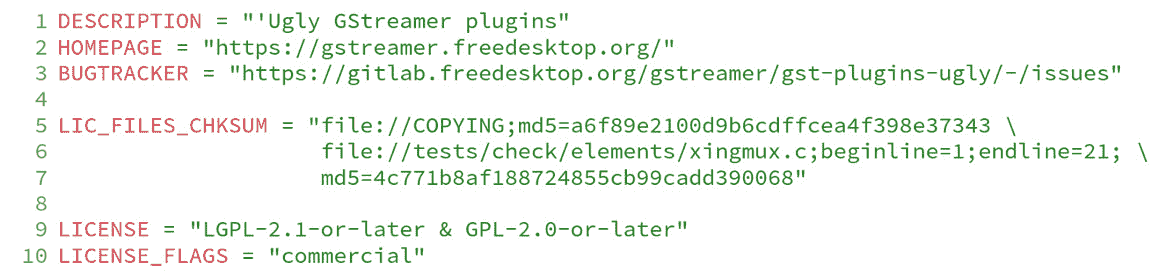 1 DESCRIPTION = "'Ugly GStreamer plugins"
2 HOMEPAGE = "https://gstreamer.freedesktop.org/"
3 BUGTRACKER = "https://gitlab.freedesktop.org/gstreamer/gst-plugins-ugly/-/issues"
4
5 LIC_FILES_CHKSUM = "file://COPYING;md5=a6f89e2100d9b6cdffcea4f398e37343 \
6 file://tests/check/elements/xingmux.c;beginline=1;endline=21; \
7 md5=4c771b8af188724855cb99cadd390068"
8
9 LICENSE = "LGPL-2.1-or-later & GPL-2.0-or-later"
10 LICENSE_FLAGS = "commercial"